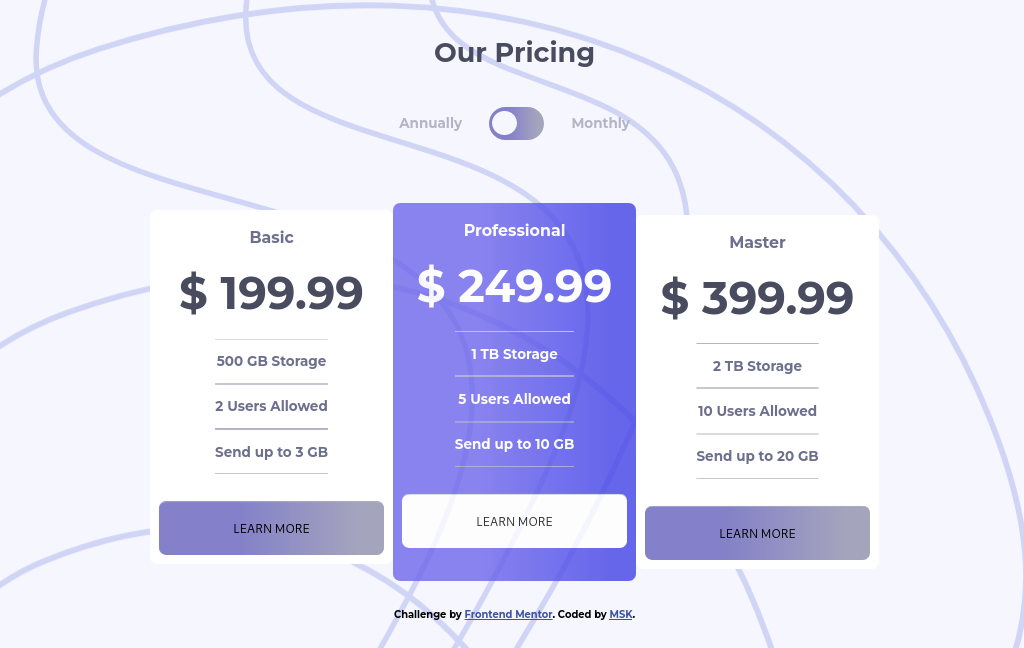 Our Pricing
Annually
Monthly
Basic
$ 199.99
500 GB Storage
2 Users Allowed
Send up to 3 GB
LEARN MORE
Professional
$ 249.99
1 TB Storage
5 Users Allowed
Send up to 10 GB
LEARN MORE
Master
$ 399.99
2 TB Storage
10 Users Allowed
Send up to 20 GB
LEARN MORE
Challenge by Frontend Mentor. Coded by MSK.